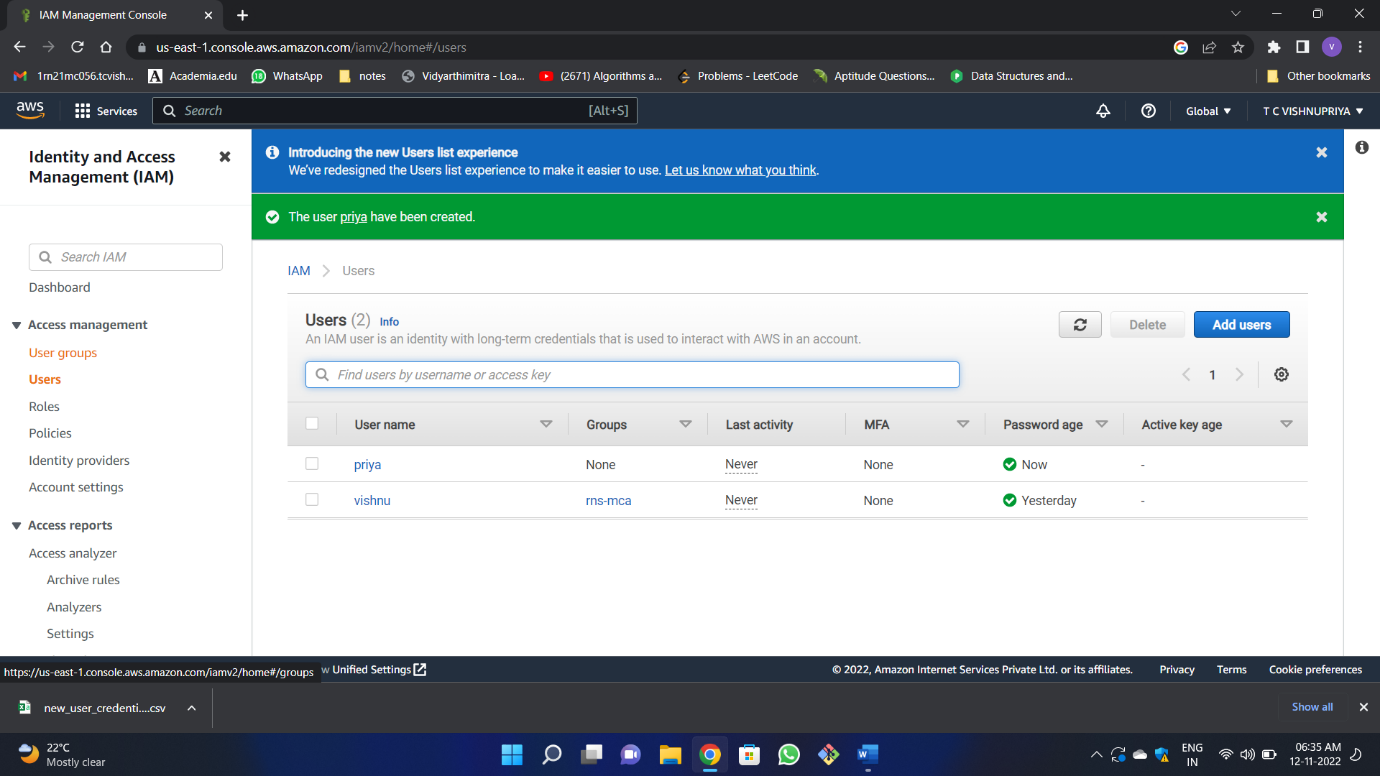 IAM Management Console
us-east-1.console.aws.amazon.com/iamv2/home#/users
V
1rn21mc056.tcvish...
Academia.edu
WhatsApp
notes
Vidyarthimitra - Loa...
(2671) Algorithms a...
Problems - LeetCode
Aptitude Questions...
Data Structures and...
Other bookmarks
aws
Services
Search
[Alt+S]
Global
T C VISHNUPRIYA
Identity and Access
Management (IAM)
Search IAM
Dashboard
Access management
User groups
Users
Roles
Policies
Identity providers
Account settings
Access reports
Access analyzer
Archive rules
Analyzers
Settings
Introducing the new Users list experience
We've redesigned the Users list experience to make it easier to use. Let us know what you think.
The user priya have been created.
IAM > Users
Users (2) Info
An IAM user is an identity with long-term credentials that is used to interact with AWS in an account.
Delete
Add users
Find users by username or access key
1
User name Groups Last activity MFA Password age Active key age
priya None Never None Now -
vishnu rns-mca Never None Yesterday -
https://us-east-1.console.aws.amazon.com/iamv2/home#/groups
w Unified Settings
© 2022, Amazon Internet Services Private Ltd. or its affiliates.
Privacy
Terms
Cookie preferences
new_user_credenti....csv
Show all
22°C
Mostly clear
ENG
IN
06:35 AM
12-11-2022